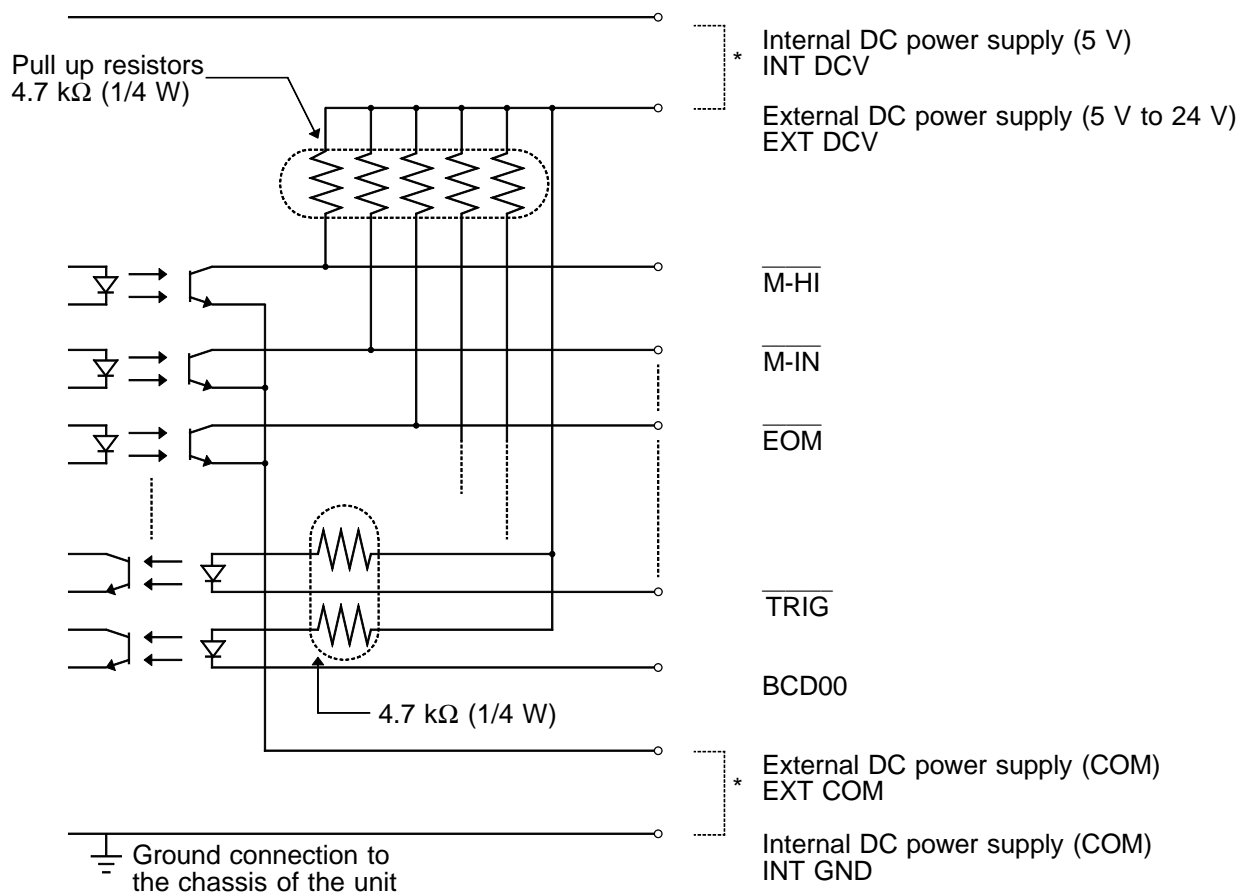 Internal DC power supply (5 V)
INT DCV
*
Pull up resistors
4.7 kΩ (1/4 W)
External DC power supply (5 V to 24 V)
EXT DCV
M-HI
M-IN
EOM
TRIG
BCD00
4.7 kΩ (1/4 W)
External DC power supply (COM)
EXT COM
*
Internal DC power supply (COM)
INT GND
Ground connection to
the chassis of the unit